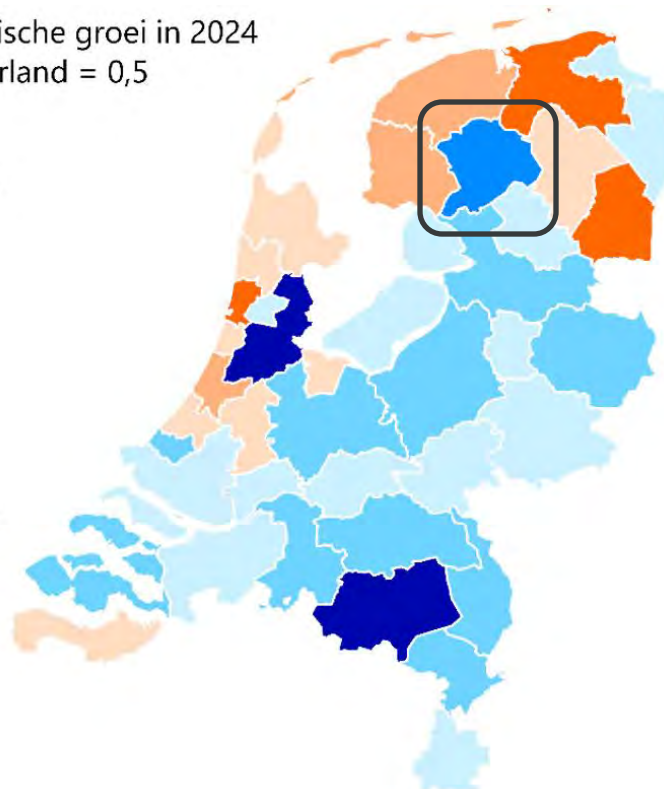 ische groei in 2024
rland = 0,5